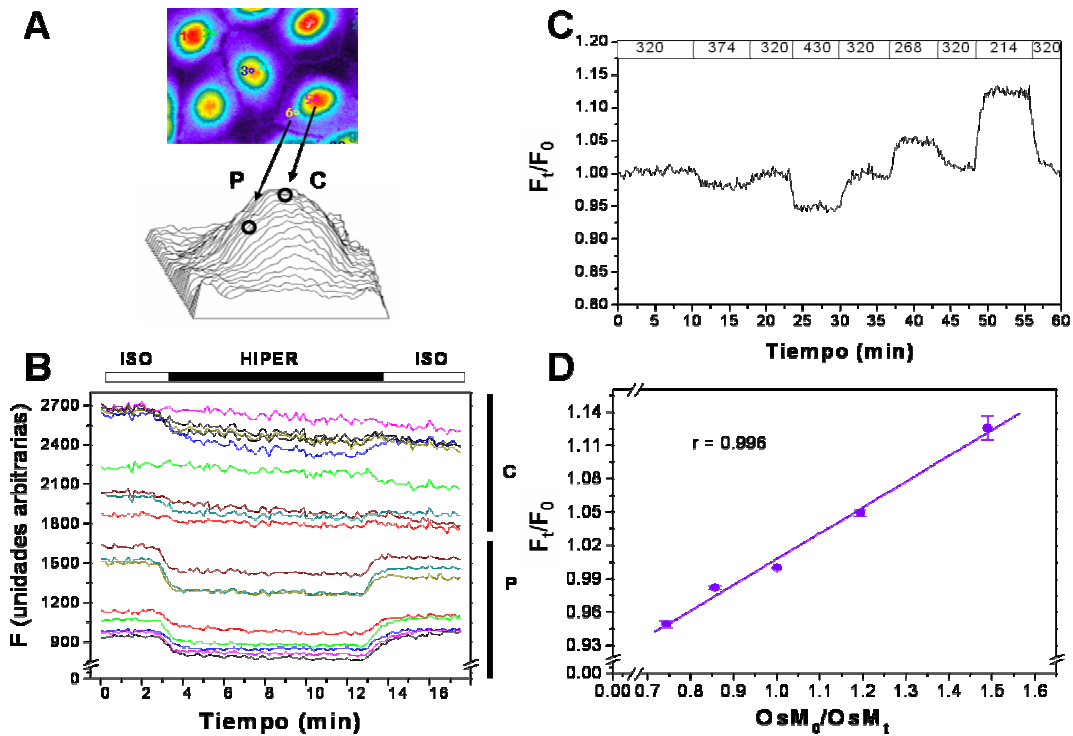 A
1
7
3
6
5
P
C
B
ISO
HIPER
ISO
2700
2400
2100
1800
1500
1200
900
0
F (unidades arbitrarias)
C
P
0 2 4 6 8 10 12 14 16
Tiempo (min)
C
1.20
1.15
1.10
1.05
1.00
0.95
0.90
0.85
0.80
320 374 320 430 320 268 320 214 320
Ft/F0
0 5 10 15 20 25 30 35 40 45 50 55 60
Tiempo (min)
D
1.14
1.11
1.08
1.05
1.02
0.99
0.96
0.93
0.00
Ft/F0
r = 0.996
0.00 0.7 0.8 0.9 1.0 1.1 1.2 1.3 1.4 1.5 1.6
OsM0/OsMt